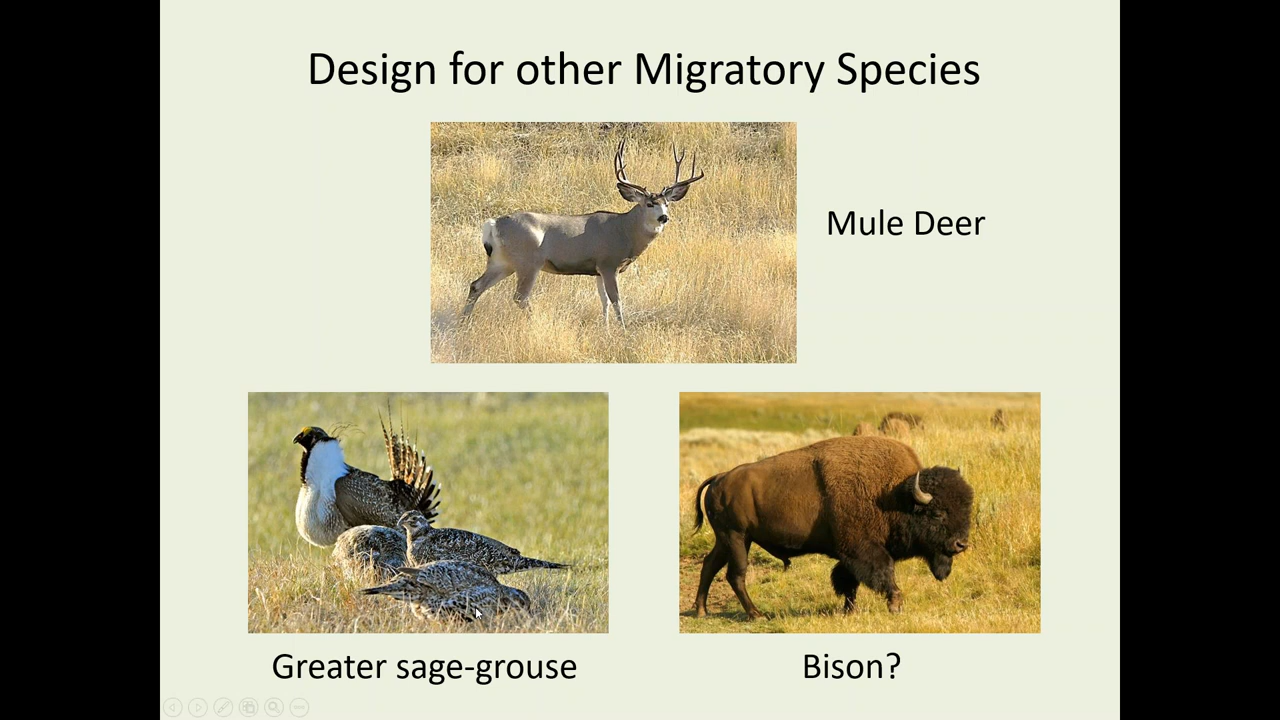 Design for other Migratory Species
Mule Deer
Greater sage-grouse
Bison?